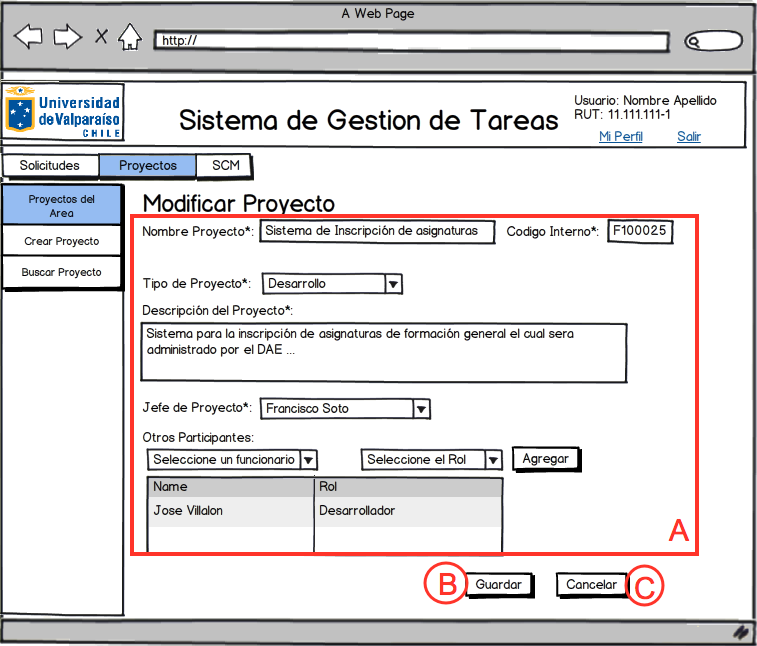 A Web Page
http://
Universidad
de Valparaíso
CHILE
Sistema de Gestion de Tareas
Usuario: Nombre Apellido
RUT: 11.111.111-1
Mi Perfil Salir
Solicitudes Proyectos SCM
Proyectos del
Area
Crear Proyecto
Buscar Proyecto
Modificar Proyecto
Nombre Proyecto*: Sistema de Inscripción de asignaturas Codigo Interno*: F100025
Tipo de Proyecto*: Desarrollo
Descripción del Proyecto*:
Sistema para la inscripción de asignaturas de formación general el cual sera
administrado por el DAE ...
Jefe de Proyecto*: Francisco Soto
Otros Participantes:
Seleccione un funcionario Seleccione el Rol Agregar
Name Rol
Jose Villalon Desarrollador
A
B Guardar Cancelar C